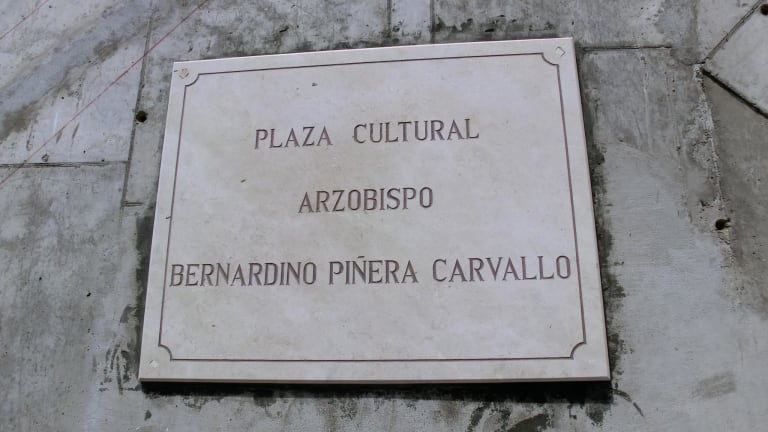 PLAZA CULTURAL
ARZOBISPO
BERNARDINO PIÑERA CARVALLO